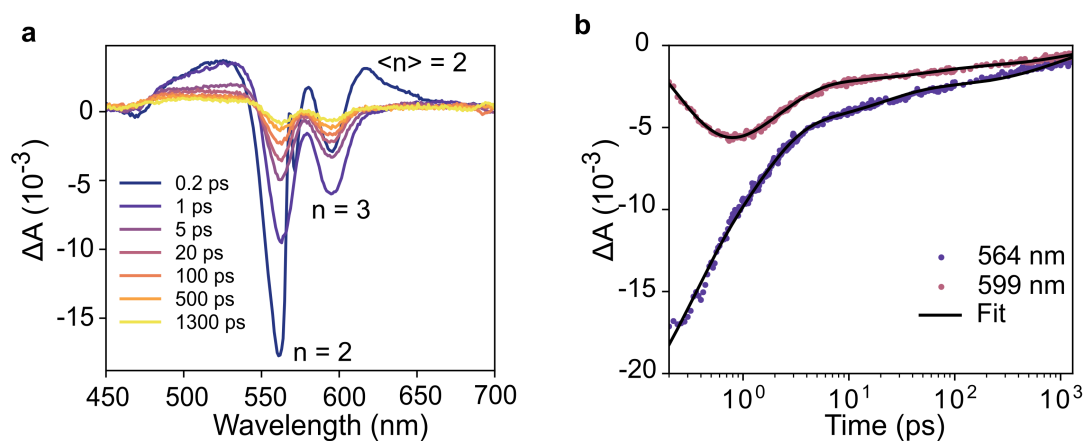 a
<n> = 2
ΔA (10⁻³)
0
-5
-10
-15
0.2 ps
1 ps
5 ps
20 ps
100 ps
500 ps
1300 ps
n = 3
n = 2
450 500 550 600 650 700
Wavelength (nm)
b
ΔA (10⁻³)
0
-5
-10
-15
-20
564 nm
599 nm
Fit
10⁰ 10¹ 10² 10³
Time (ps)